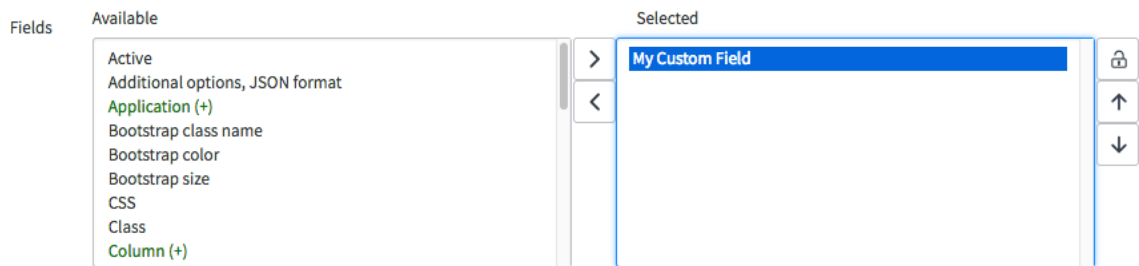 Fields
Available
Selected
Active
Additional options, JSON format
Application (+)
Bootstrap class name
Bootstrap color
Bootstrap size
CSS
Class
Column (+)
My Custom Field